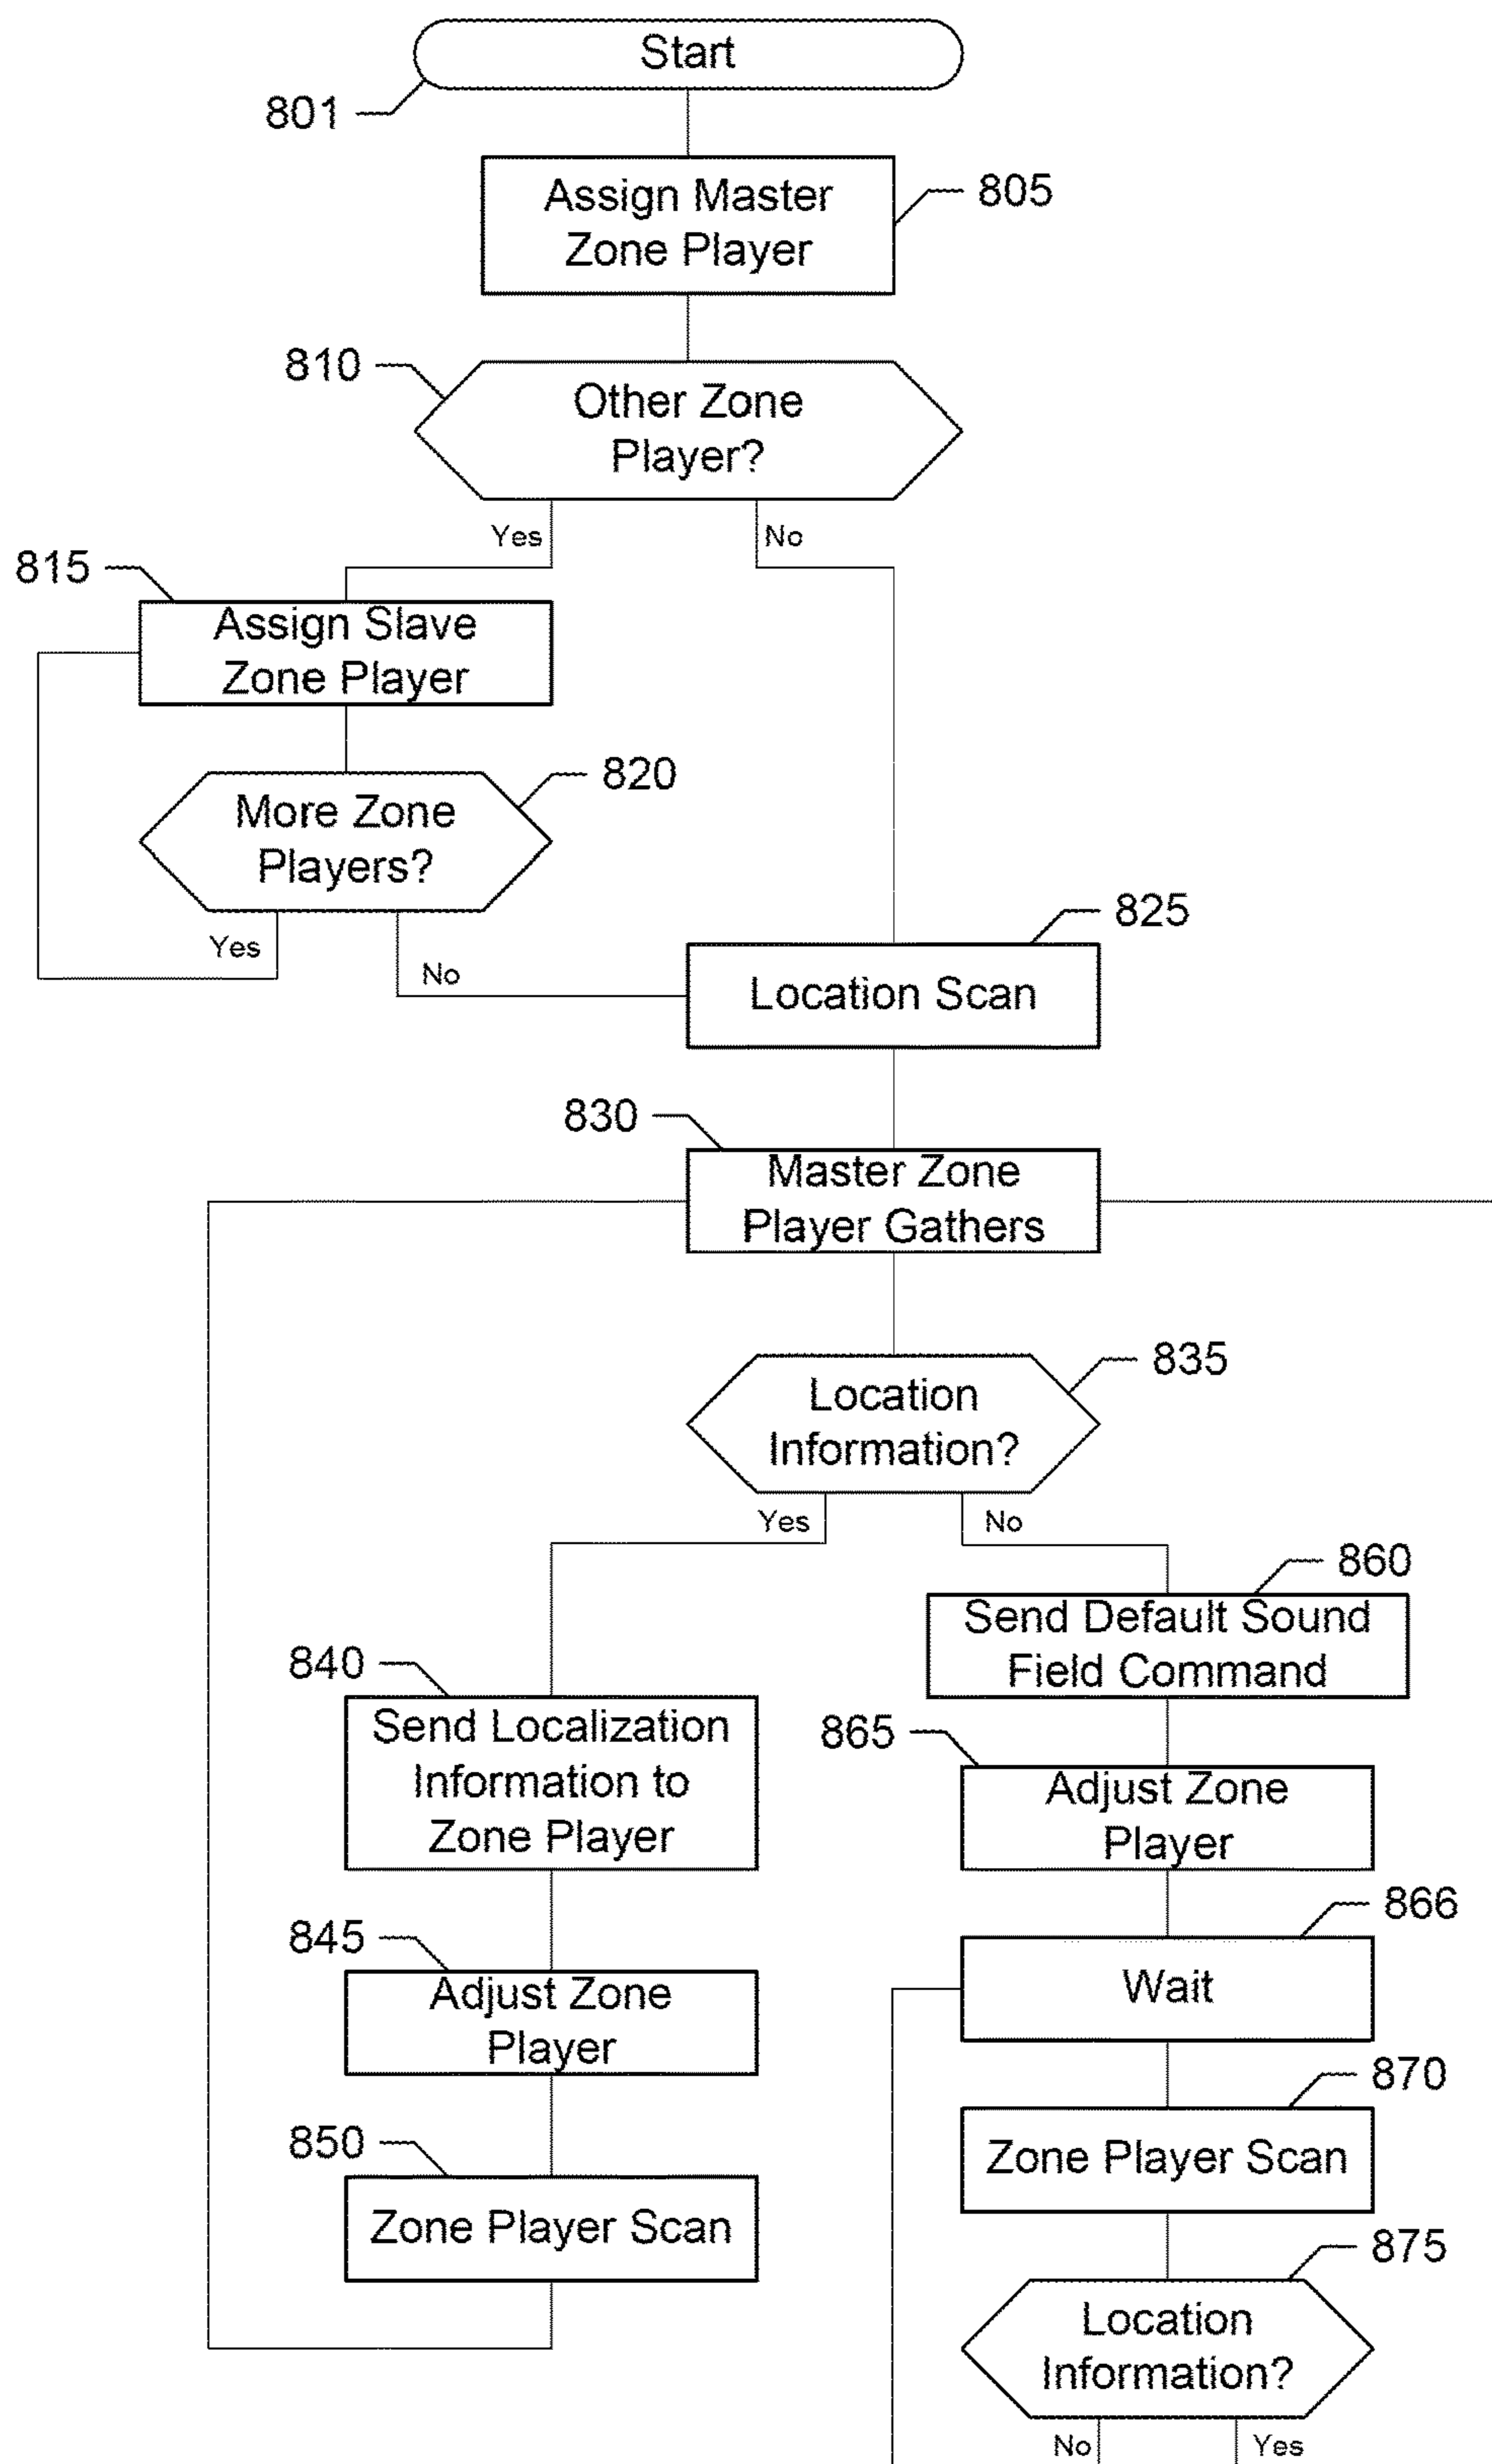 Start
801
Assign Master
Zone Player
805
810
Other Zone
Player?
Yes
No
815
Assign Slave
Zone Player
820
More Zone
Players?
Yes
No
825
Location Scan
830
Master Zone
Player Gathers
835
Location
Information?
Yes
No
860
Send Default Sound
Field Command
840
Send Localization
Information to
Zone Player
865
Adjust Zone
Player
866
Wait
845
Adjust Zone
Player
870
Zone Player Scan
850
Zone Player Scan
875
Location
Information?
No
Yes